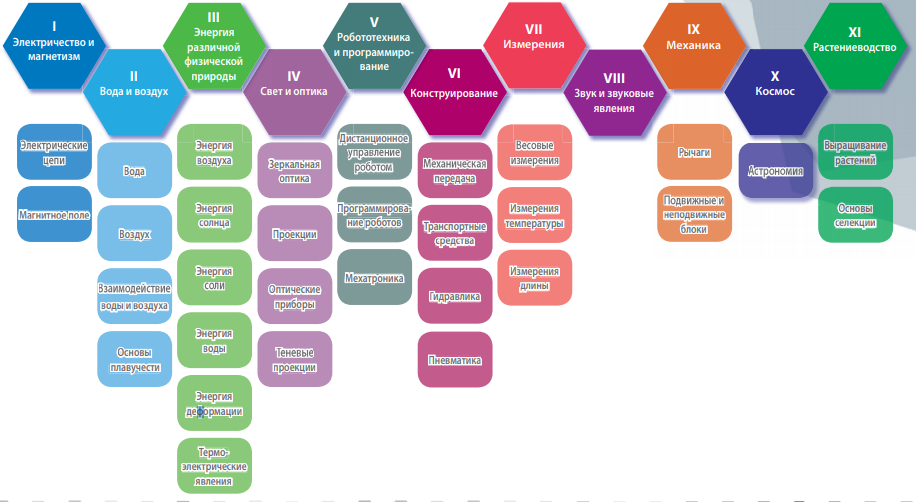 I
Электричество и
магнетизм
Электрические
цепи
Магнитное поле
II
Вода и воздух
Вода
Воздух
Взаимодействие
воды и воздуха
Основы
плавучести
III
Энергия
различной
физической
природы
Энергия
воздуха
Энергия
солнца
Энергия
соли
Энергия
воды
Энергия
деформации
Термо-
электрические
явления
IV
Свет и оптика
Зеркальная
оптика
Проекции
Оптические
приборы
Теневые
проекции
V
Робототехника
и программиро-
вание
Дистанционное
управление
роботом
Программирова-
ние роботов
Мехатроника
VI
Конструирование
Механическая
передача
Транспортные
средства
Гидравлика
Пневматика
VII
Измерения
Весовые
измерения
Измерения
температуры
Измерения
длины
VIII
Звук и звуковые
явления
IX
Механика
Рычаги
Подвижные и
неподвижные
блоки
X
Космос
Астрономия
XI
Растениеводство
Выращивание
растений
Основы
селекции